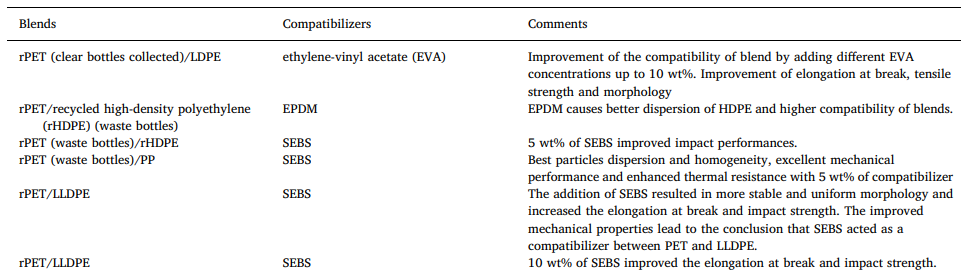 Blends Compatibilizers Comments
rPET (clear bottles collected)/LDPE ethylene-vinyl acetate (EVA) Improvement of the compatibility of blend by adding different EVA
concentrations up to 10 wt%. Improvement of elongation at break, tensile
strength and morphology
rPET/recycled high-density polyethylene EPDM EPDM causes better dispersion of HDPE and higher compatibility of blends.
(rHDPE) (waste bottles)
rPET (waste bottles)/rHDPE SEBS 5 wt% of SEBS improved impact performances.
rPET (waste bottles)/PP SEBS Best particles dispersion and homogeneity, excellent mechanical
performance and enhanced thermal resistance with 5 wt% of compatibilizer
rPET/LLDPE SEBS The addition of SEBS resulted in more stable and uniform morphology and
increased the elongation at break and impact strength. The improved
mechanical properties lead to the conclusion that SEBS acted as a
compatibilizer between PET and LLDPE.
rPET/LLDPE SEBS 10 wt% of SEBS improved the elongation at break and impact strength.